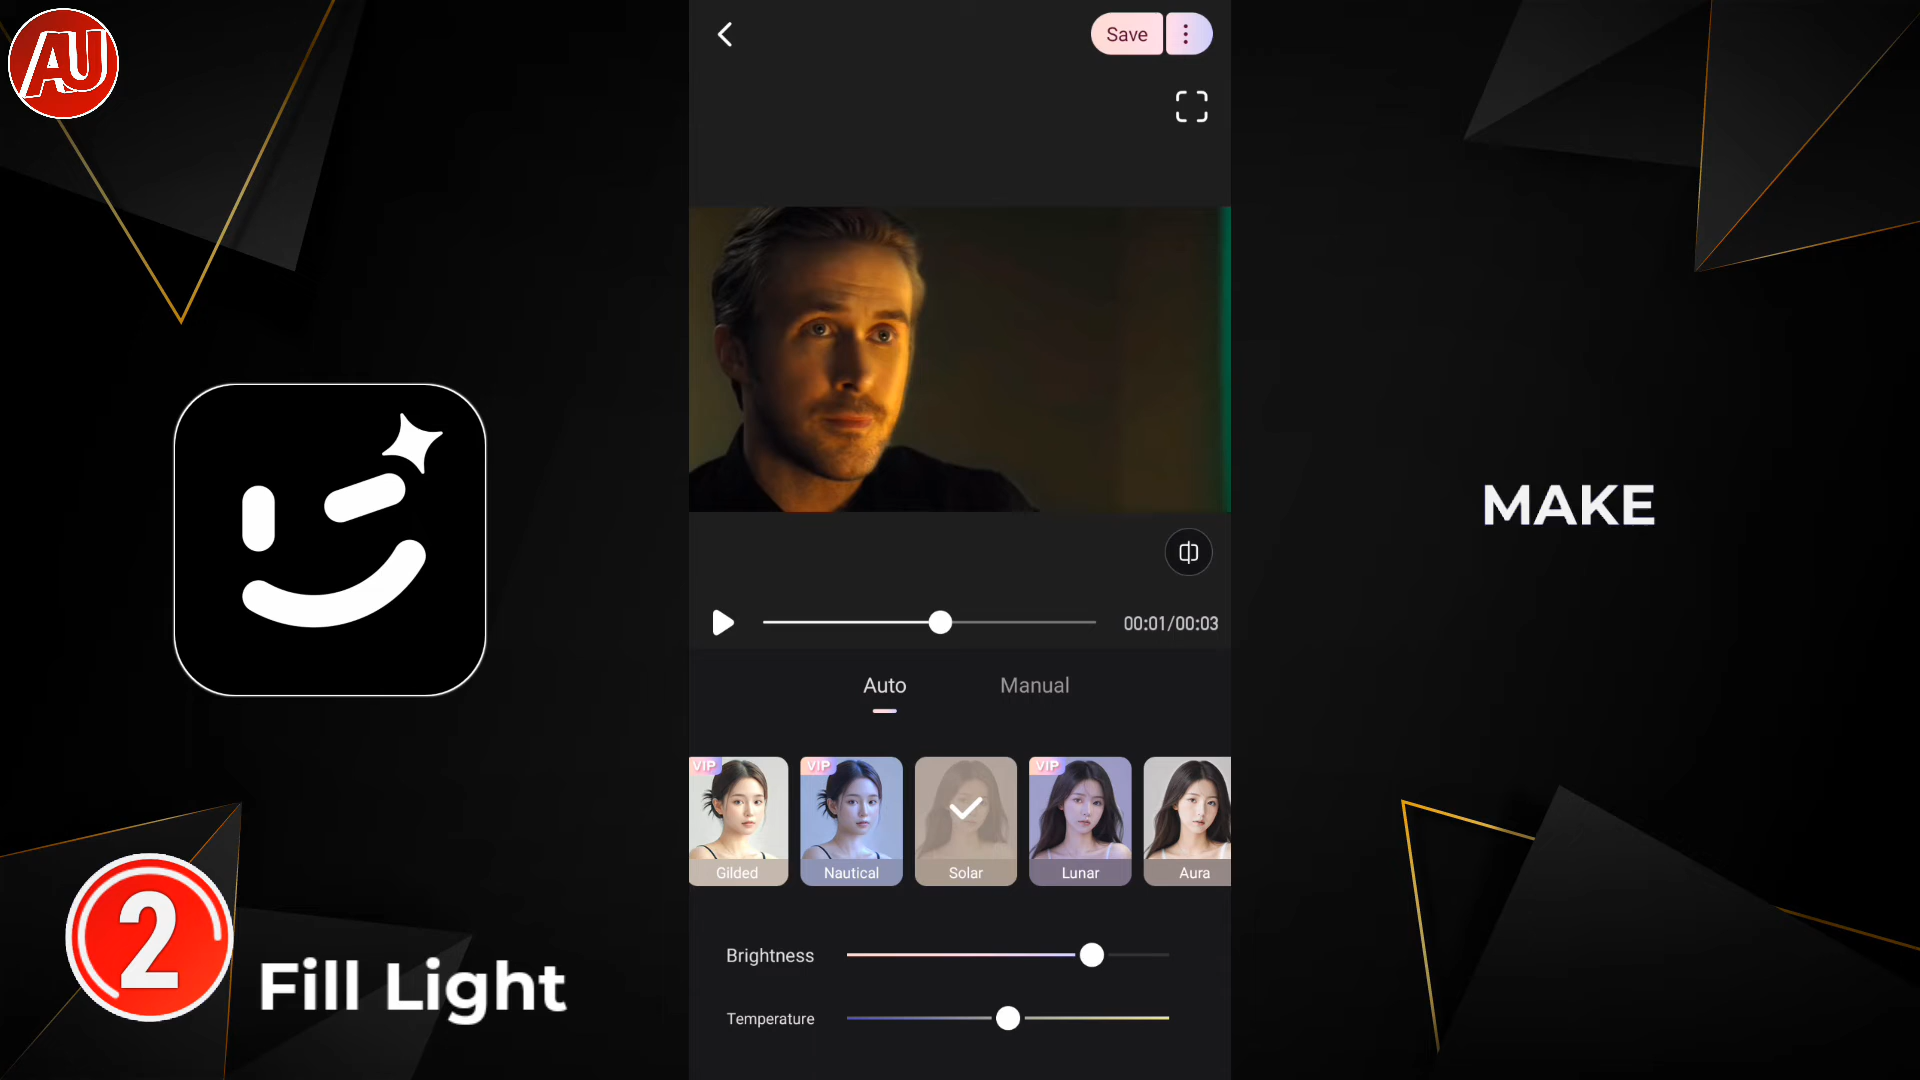 AU
Save
MAKE
00:01/00:03
Auto
Manual
VIP
VIP
VIP
Gilded
Nautical
Solar
Lunar
Aura
Brightness
Temperature
2
Fill Light